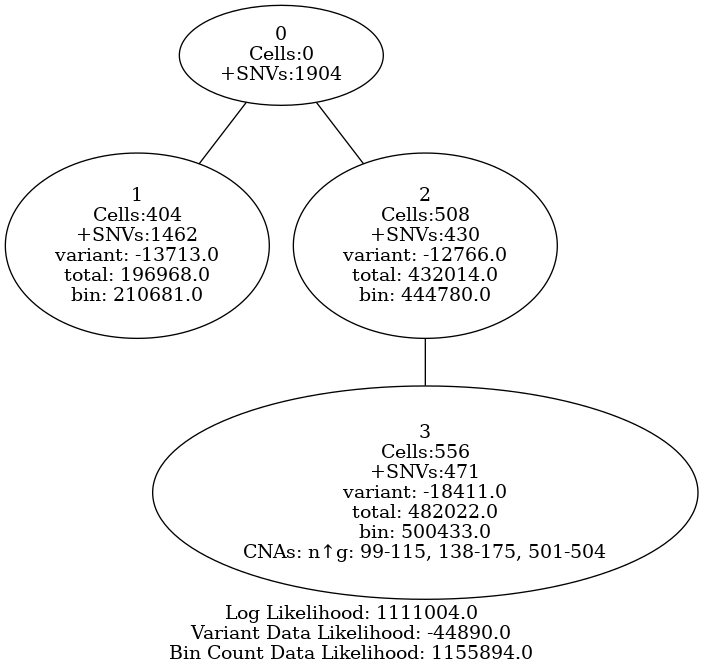 0
Cells:0
+SNVs:1904
1
Cells:404
+SNVs:1462
variant: -13713.0
total: 196968.0
bin: 210681.0
2
Cells:508
+SNVs:430
variant: -12766.0
total: 432014.0
bin: 444780.0
3
Cells:556
+SNVs:471
variant: -18411.0
total: 482022.0
bin: 500433.0
CNAs: n↑g: 99-115, 138-175, 501-504
Log Likelihood: 1111004.0
Variant Data Likelihood: -44890.0
Bin Count Data Likelihood: 1155894.0